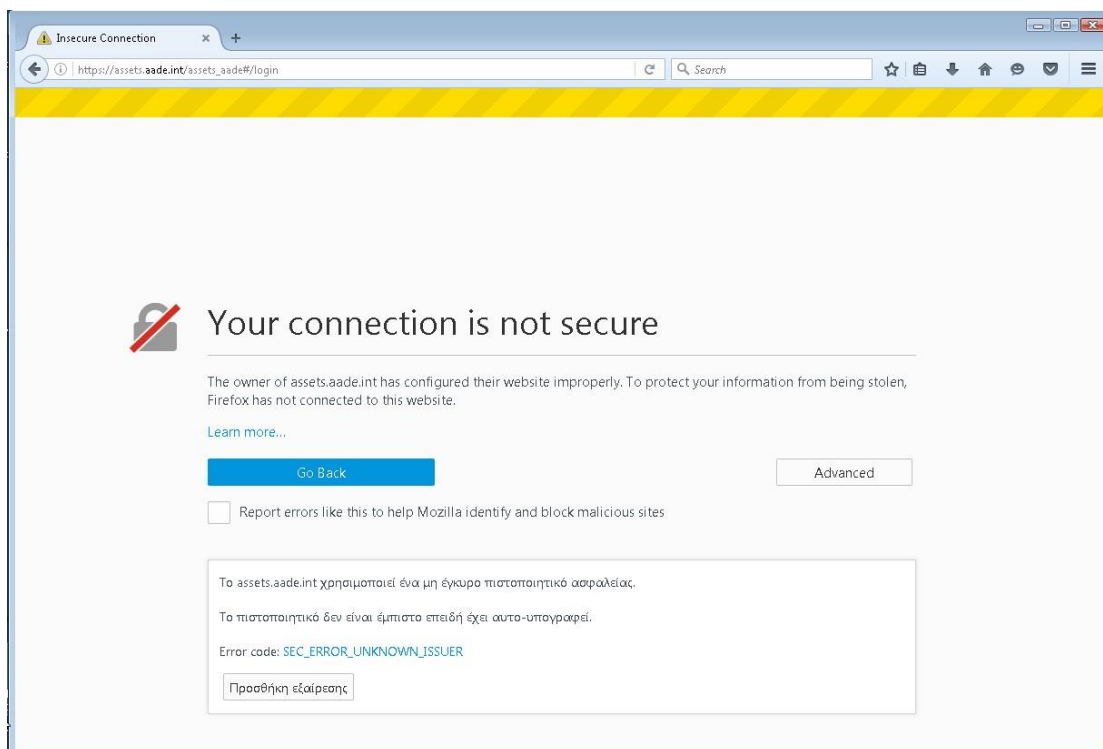 Insecure Connection
https://assets.aade.int/assets_aade#/login
Search
Your connection is not secure
The owner of assets.aade.int has configured their website improperly. To protect your information from being stolen,
Firefox has not connected to this website.
Learn more...
Go Back
Advanced
Report errors like this to help Mozilla identify and block malicious sites
Το assets.aade.int χρησιμοποιεί ένα μη έγκυρο πιστοποιητικό ασφαλείας.
Το πιστοποιητικό δεν είναι έμπιστο επειδή έχει αυτο-υπογραφεί.
Error code: SEC_ERROR_UNKNOWN_ISSUER
Προσθήκη εξαίρεσης